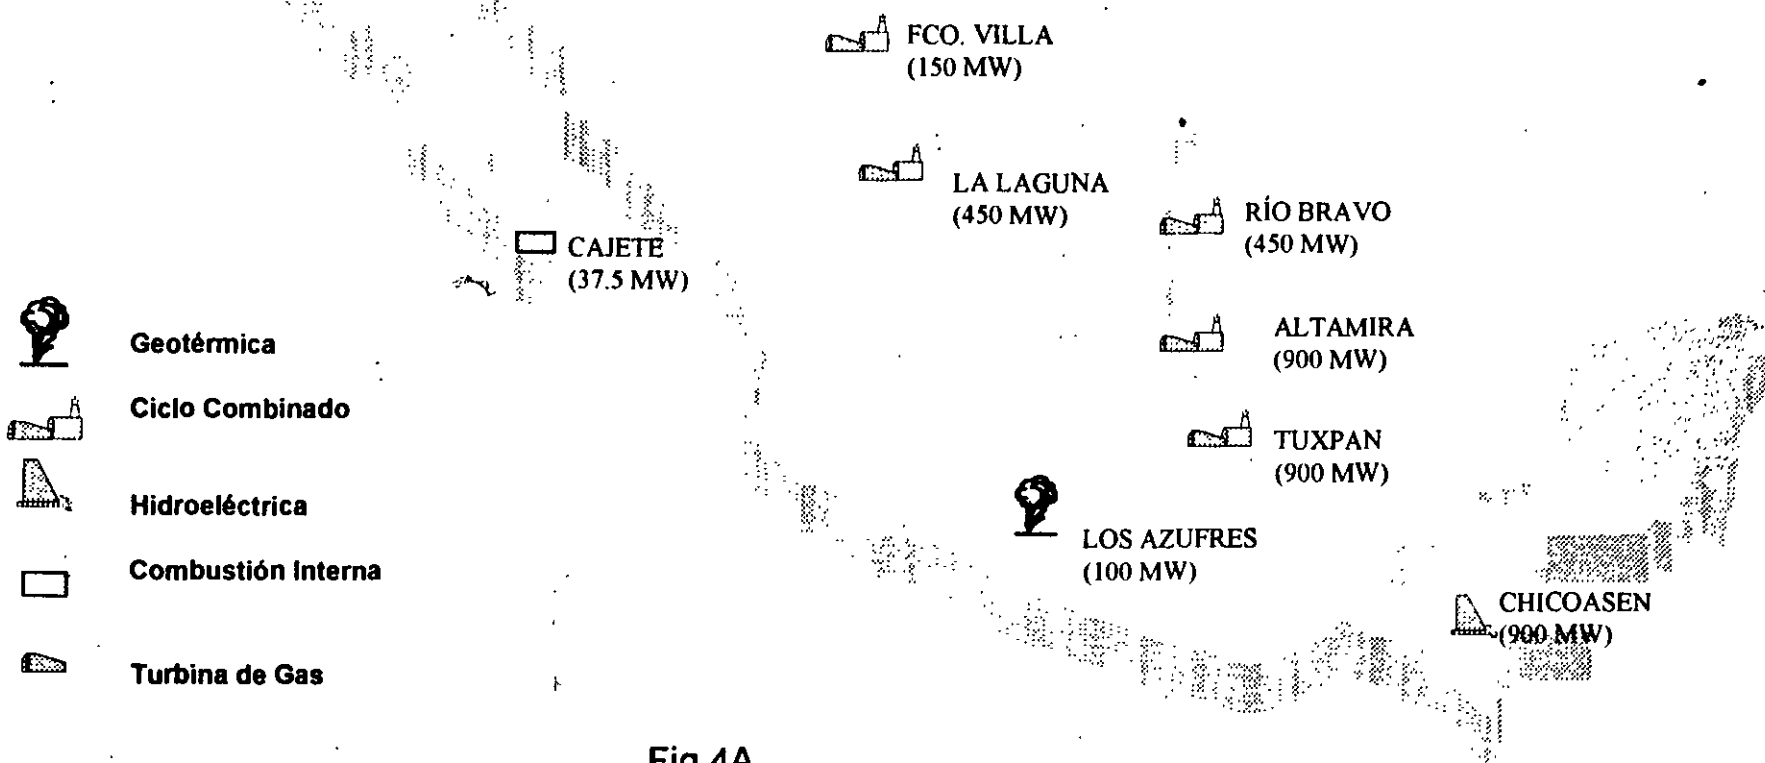 FCO. VILLA
(150 MW)
LA LAGUNA
(450 MW)
RÍO BRAVO
(450 MW)
CAJETE
(37.5 MW)
ALTAMIRA
(900 MW)
TUXPAN
(900 MW)
LOS AZUFRES
(100 MW)
CHICOASEN
(900 MW)
Geotérmica
Ciclo Combinado
Hidroeléctrica
Combustión Interna
Turbina de Gas
Fig 4A